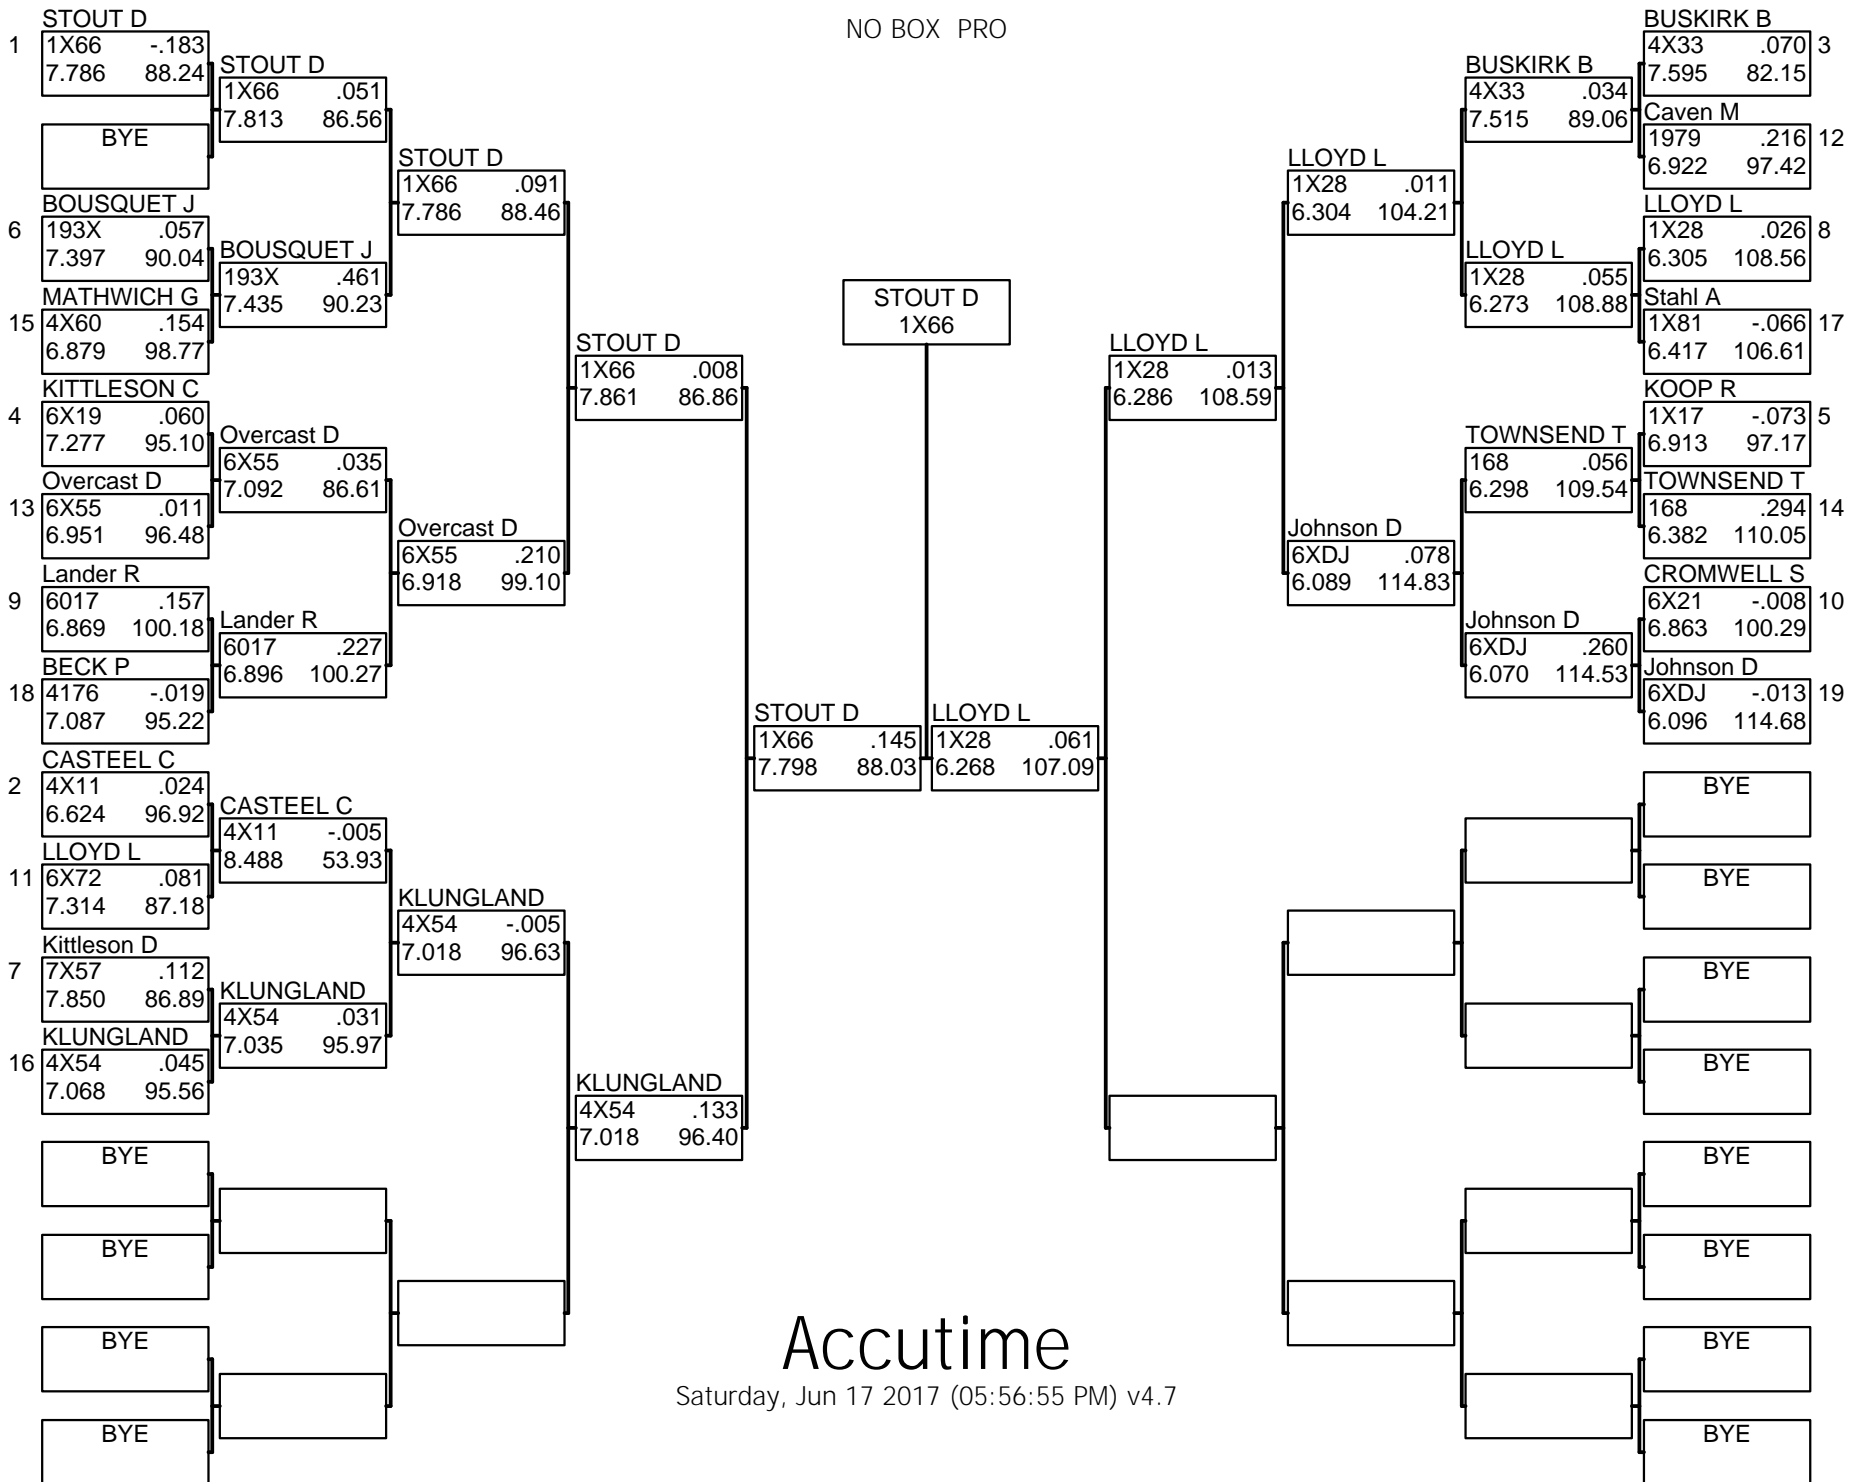 NO BOX PRO
STOUT D
1 1X66 -.183
7.786 88.24
BYE
BOUSQUET J
6 193X .057
7.397 90.04
MATHWICH G
15 4X60 .154
6.879 98.77
KITTLESON C
4 6X19 .060
7.277 95.10
Overcast D
13 6X55 .011
6.951 96.48
Lander R
9 6017 .157
6.869 100.18
BECK P
18 4176 -.019
7.087 95.22
CASTEEL C
2 4X11 .024
6.624 96.92
LLOYD L
11 6X72 .081
7.314 87.18
Kittleson D
7 7X57 .112
7.850 86.89
KLUNGLAND
16 4X54 .045
7.068 95.56
BYE
BYE
BYE
BYE
STOUT D
1X66 .051
7.813 86.56
BOUSQUET J
193X .461
7.435 90.23
Overcast D
6X55 .035
7.092 86.61
Lander R
6017 .227
6.896 100.27
CASTEEL C
4X11 -.005
8.488 53.93
KLUNGLAND
4X54 .031
7.035 95.97
STOUT D
1X66 .091
7.786 88.46
Overcast D
6X55 .210
6.918 99.10
KLUNGLAND
4X54 -.005
7.018 96.63
STOUT D
1X66 .008
7.861 86.86
KLUNGLAND
4X54 .133
7.018 96.40
STOUT D
1X66 .145
7.798 88.03
STOUT D
1X66
LLOYD L
1X28 .061
6.268 107.09
LLOYD L
1X28 .013
6.286 108.59
LLOYD L
1X28 .011
6.304 104.21
Johnson D
6XDJ .078
6.089 114.83
BUSKIRK B
4X33 .034
7.515 89.06
LLOYD L
1X28 .055
6.273 108.88
TOWNSEND T
168 .056
6.298 109.54
Johnson D
6XDJ .260
6.070 114.53
BUSKIRK B
4X33 .070 3
7.595 82.15
Caven M
1979 .216 12
6.922 97.42
LLOYD L
1X28 .026 8
6.305 108.56
Stahl A
1X81 -.066 17
6.417 106.61
KOOP R
1X17 -.073 5
6.913 97.17
TOWNSEND T
168 .294 14
6.382 110.05
CROMWELL S
6X21 -.008 10
6.863 100.29
Johnson D
6XDJ -.013 19
6.096 114.68
BYE
BYE
BYE
BYE
BYE
BYE
BYE
BYE
Accutime
Saturday, Jun 17 2017 (05:56:55 PM) v4.7